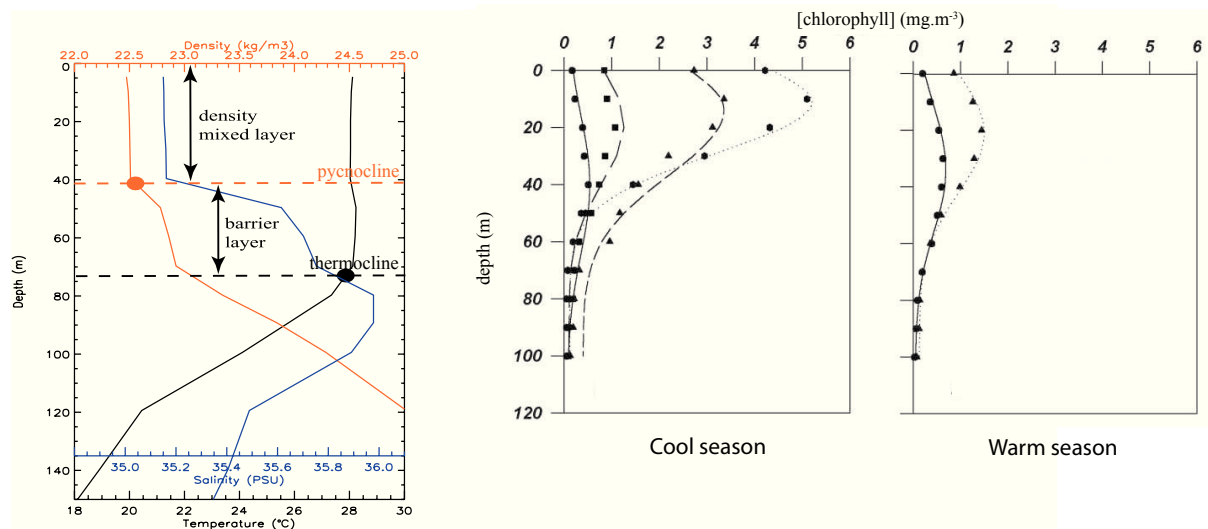 22.0 22.5 23.0 23.5 24.0 24.5 25.0
Density (kg/m3)
0
20
40
60
80
100
120
140
Depth (m)
density
mixed layer
pycnocline
barrier
layer
thermocline
35.0 35.2 35.4 35.6 35.8 36.0
Salinity (PSU)
18 20 22 24 26 28 30
Temperature (°C)
[chlorophyll] (mg.m-³)
0 1 2 3 4 5 6
0
20
40
60
80
100
120
depth (m)
Cool season
0 1 2 3 4 5 6
Warm season